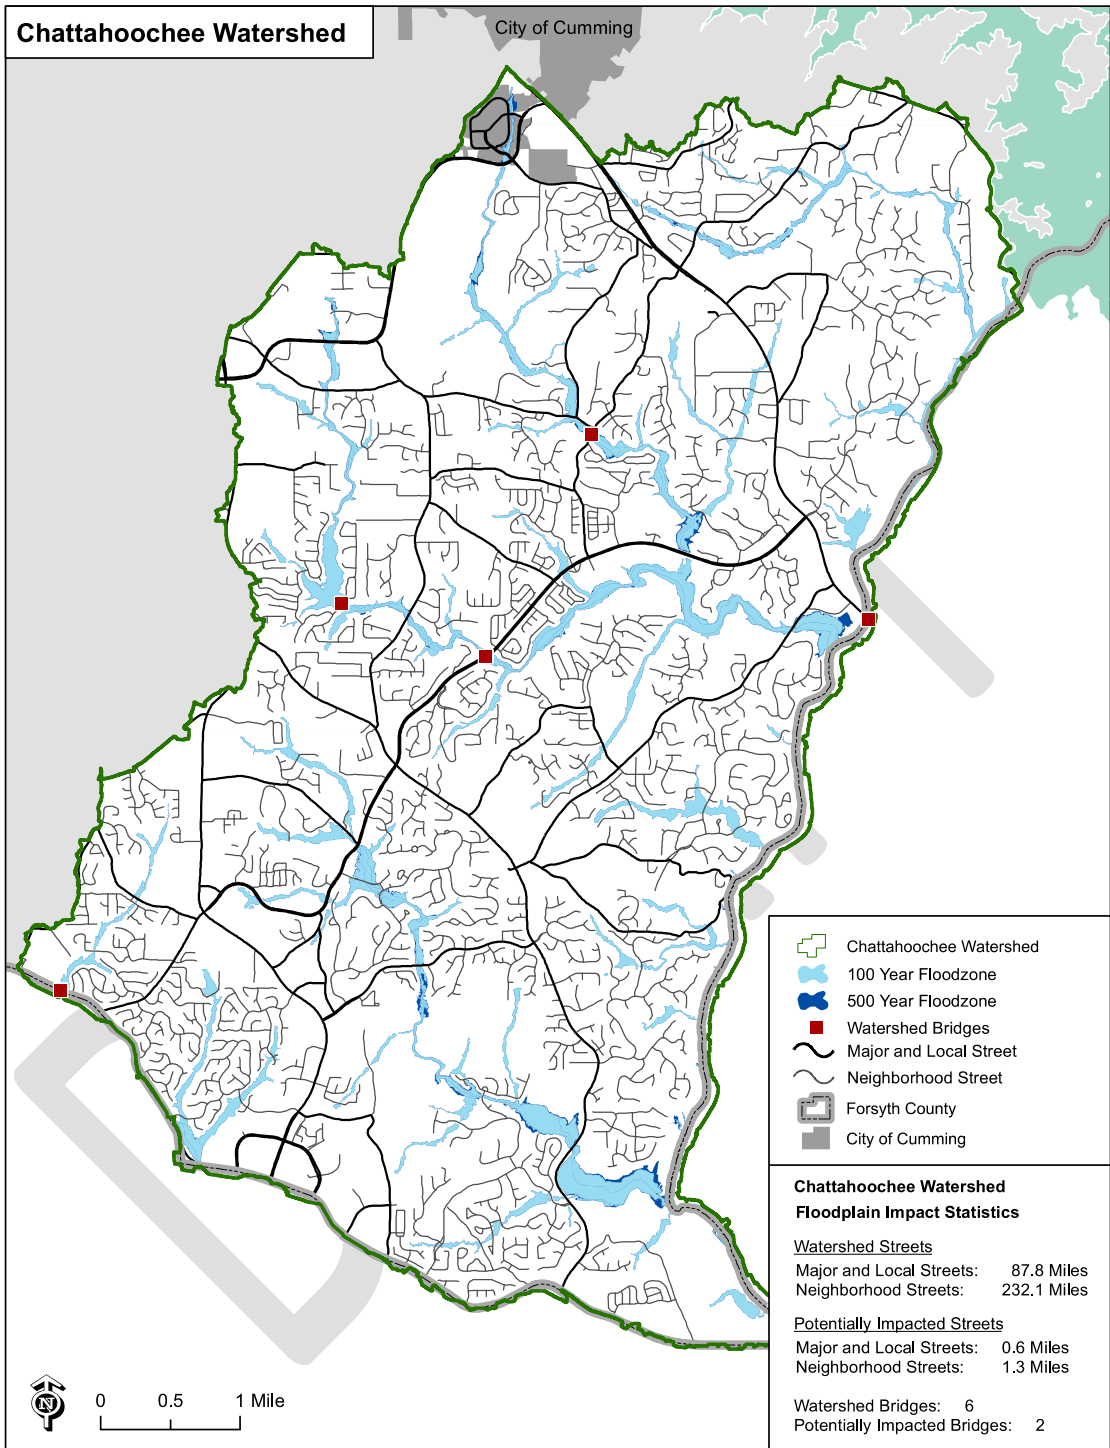 Chattahoochee Watershed
City of Cumming
Chattahoochee Watershed
100 Year Floodzone
500 Year Floodzone
Watershed Bridges
Major and Local Street
Neighborhood Street
Forsyth County
City of Cumming
Chattahoochee Watershed
Floodplain Impact Statistics
Watershed Streets
Major and Local Streets: 87.8 Miles
Neighborhood Streets: 232.1 Miles
Potentially Impacted Streets
Major and Local Streets: 0.6 Miles
Neighborhood Streets: 1.3 Miles
Watershed Bridges: 6
Potentially Impacted Bridges: 2
N
0 0.5 1 Mile